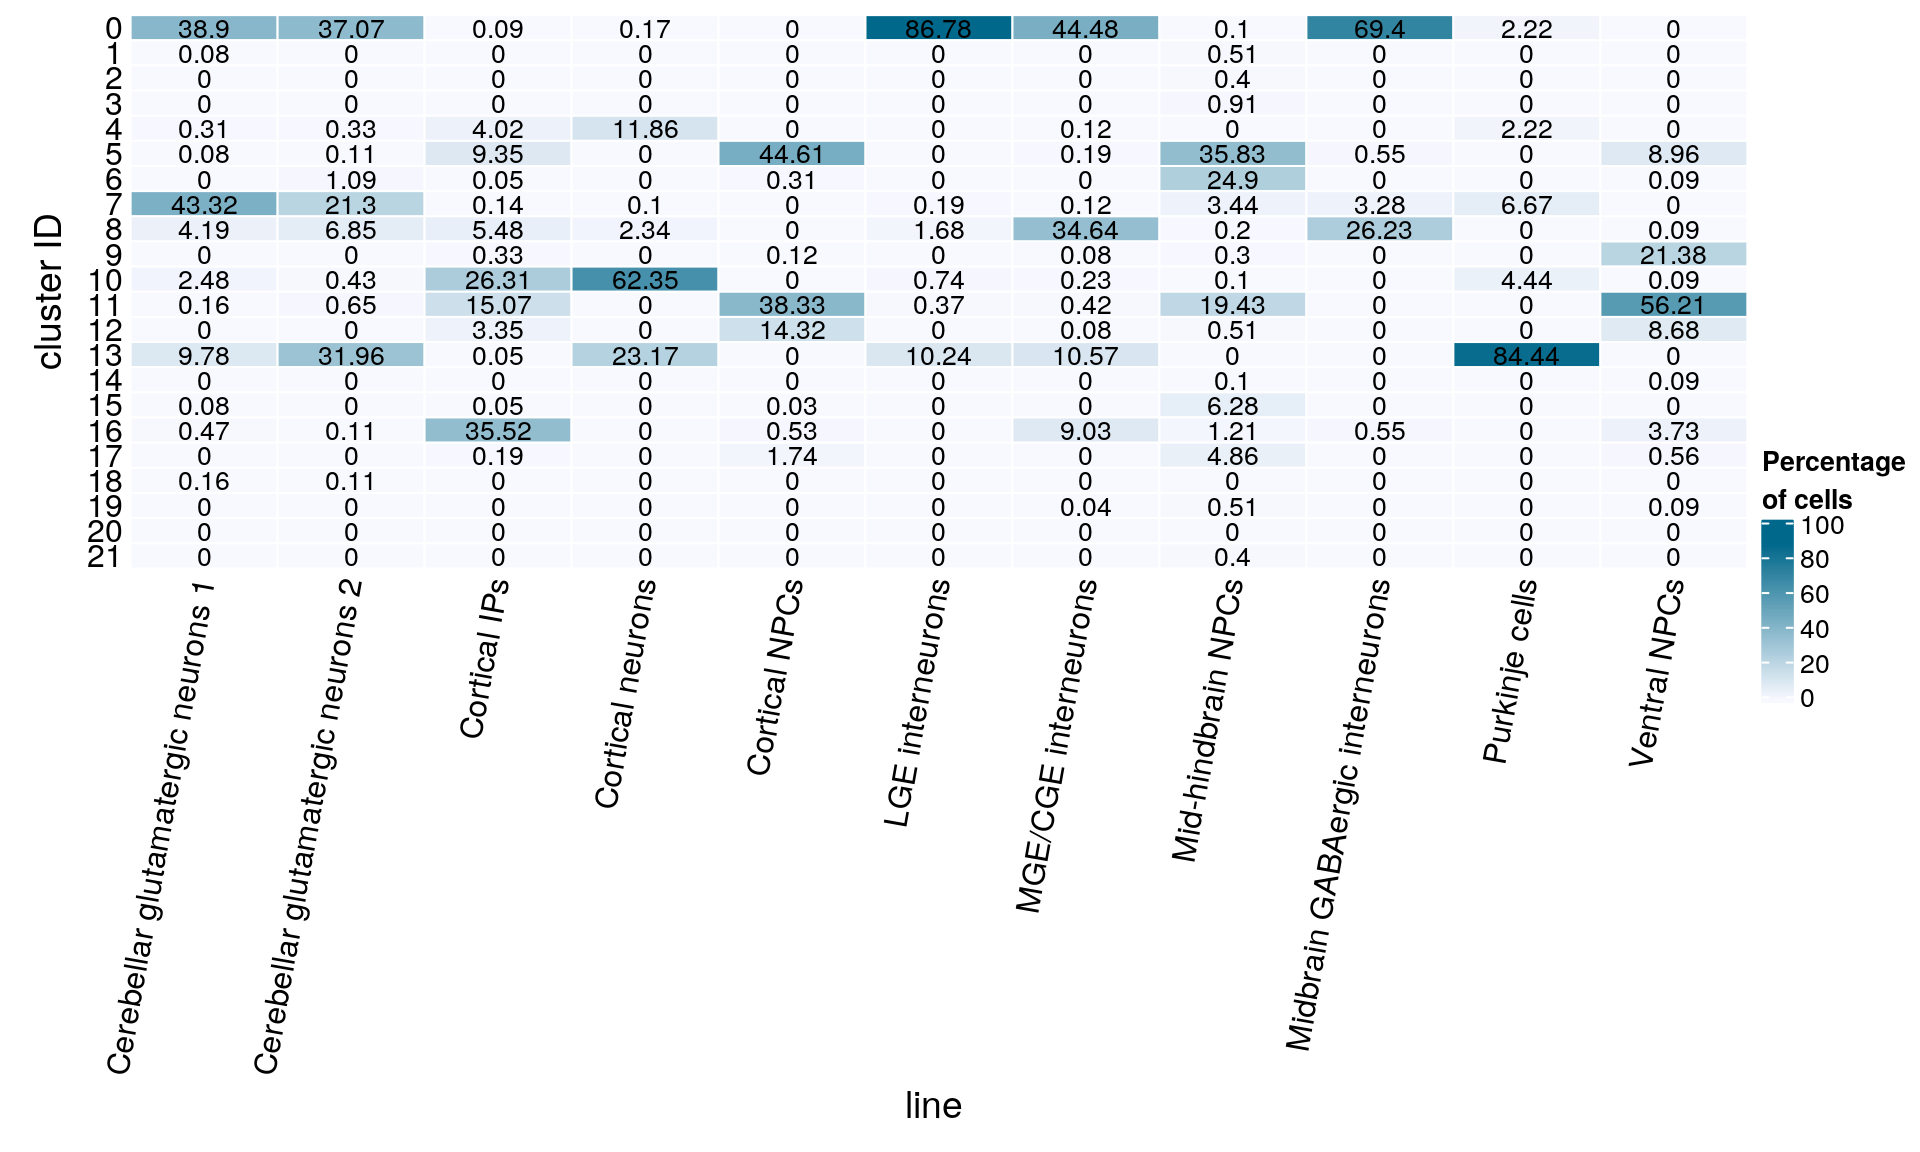 0 38.9 37.07 0.09 0.17 0 86.78 44.48 0.1 69.4 2.22 0
1 0.08 0 0 0 0 0 0 0.51 0 0 0
2 0 0 0 0 0 0 0 0.4 0 0 0
3 0 0 0 0 0 0 0 0.91 0 0 0
4 0.31 0.33 4.02 11.86 0 0 0.12 0 0 2.22 0
5 0.08 0.11 9.35 0 44.61 0 0.19 35.83 0.55 0 8.96
6 0 1.09 0.05 0 0.31 0 0 24.9 0 0 0.09
7 43.32 21.3 0.14 0.1 0 0.19 0.12 3.44 3.28 6.67 0
8 4.19 6.85 5.48 2.34 0 1.68 34.64 0.2 26.23 0 0.09
9 0 0 0.33 0 0.12 0 0.08 0.3 0 0 21.38
10 2.48 0.43 26.31 62.35 0 0.74 0.23 0.1 0 4.44 0.09
11 0.16 0.65 15.07 0 38.33 0.37 0.42 19.43 0 0 56.21
12 0 0 3.35 0 14.32 0 0.08 0.51 0 0 8.68
13 9.78 31.96 0.05 23.17 0 10.24 10.57 0 0 84.44 0
14 0 0 0 0 0 0 0 0.1 0 0 0.09
15 0.08 0 0.05 0 0.03 0 0 6.28 0 0 0
16 0.47 0.11 35.52 0 0.53 0 9.03 1.21 0.55 0 3.73
17 0 0 0.19 0 1.74 0 0 4.86 0 0 0.56
18 0.16 0.11 0 0 0 0 0 0 0 0 0
19 0 0 0 0 0 0 0.04 0.51 0 0 0.09
20 0 0 0 0 0 0 0 0 0 0 0
21 0 0 0 0 0 0 0 0.4 0 0 0
cluster ID
Cerebellar glutamatergic neurons 1
Cerebellar glutamatergic neurons 2
Cortical IPs
Cortical neurons
Cortical NPCs
LGE interneurons
MGE/CGE interneurons
Mid-hindbrain NPCs
Midbrain GABAergic interneurons
Purkinje cells
Ventral NPCs
line
Percentage
of cells
100
80
60
40
20
0